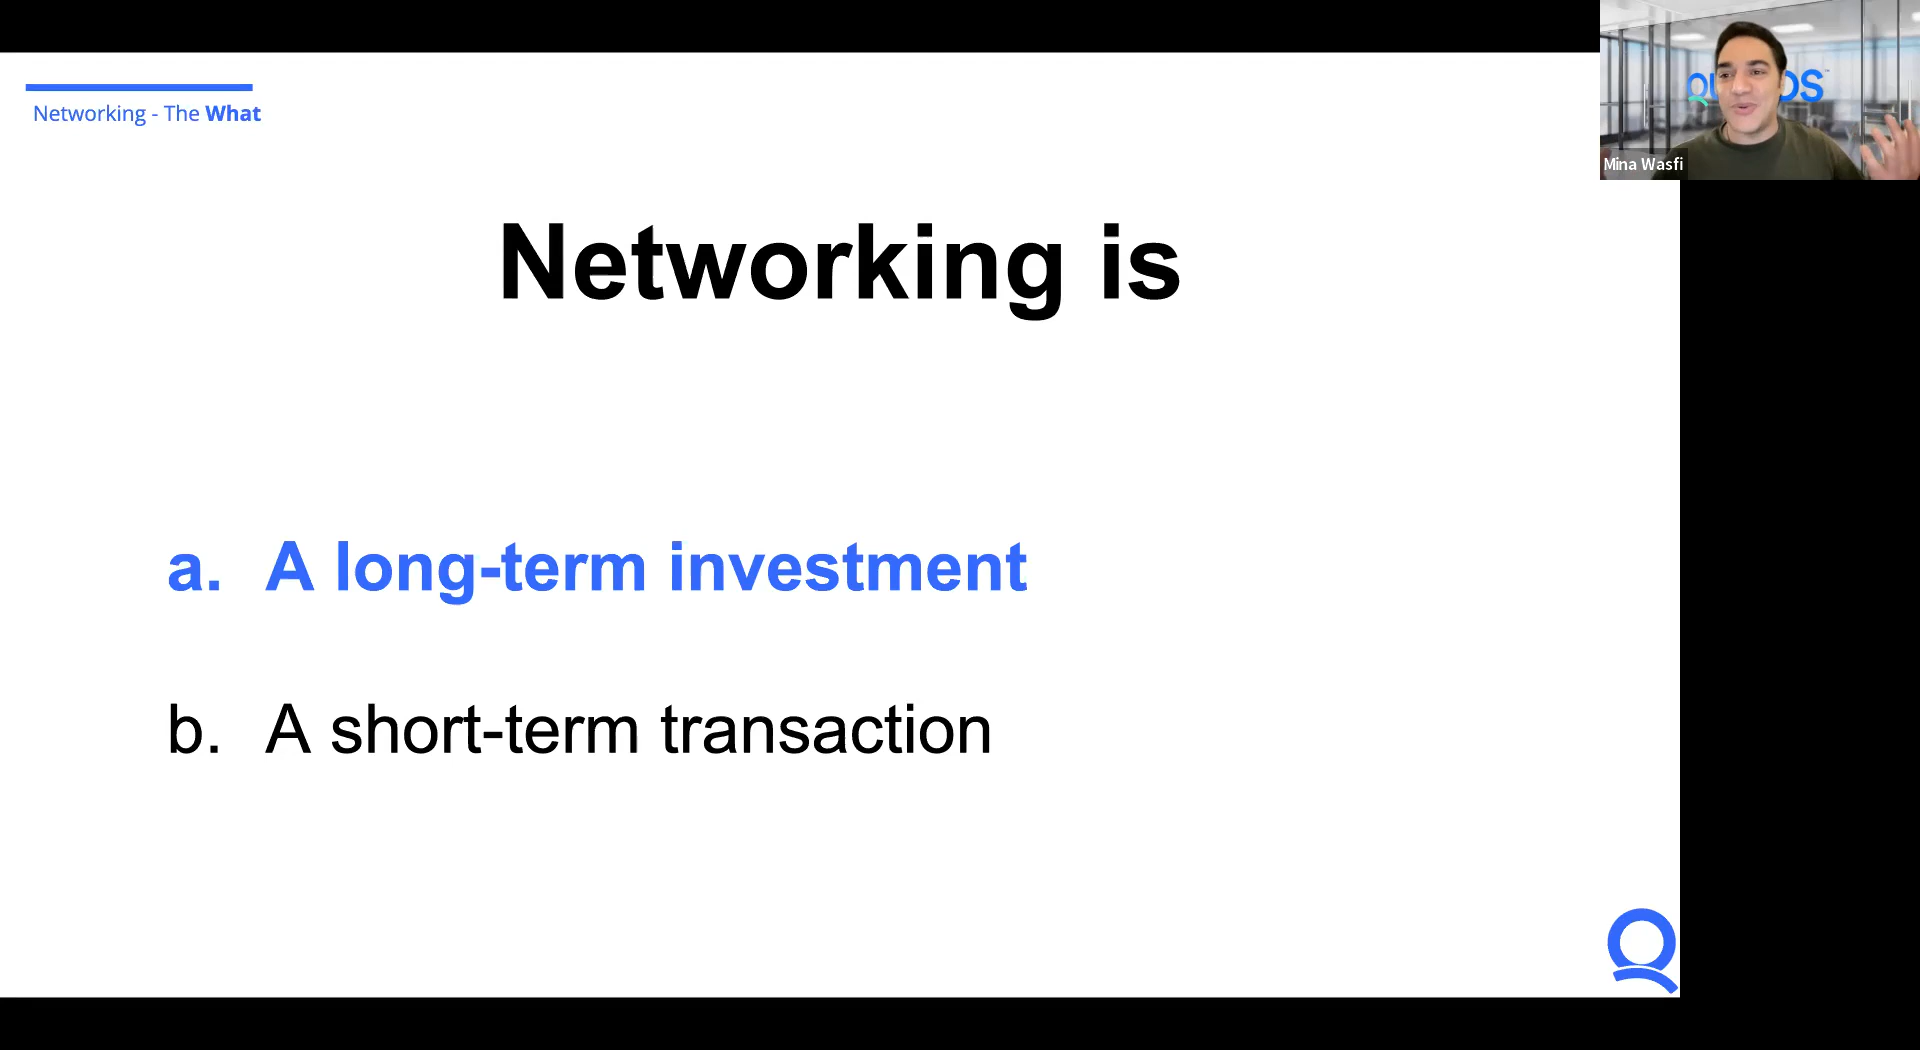 Networking - The What
Networking is
a. A long-term investment
b. A short-term transaction
Mina Wasfi